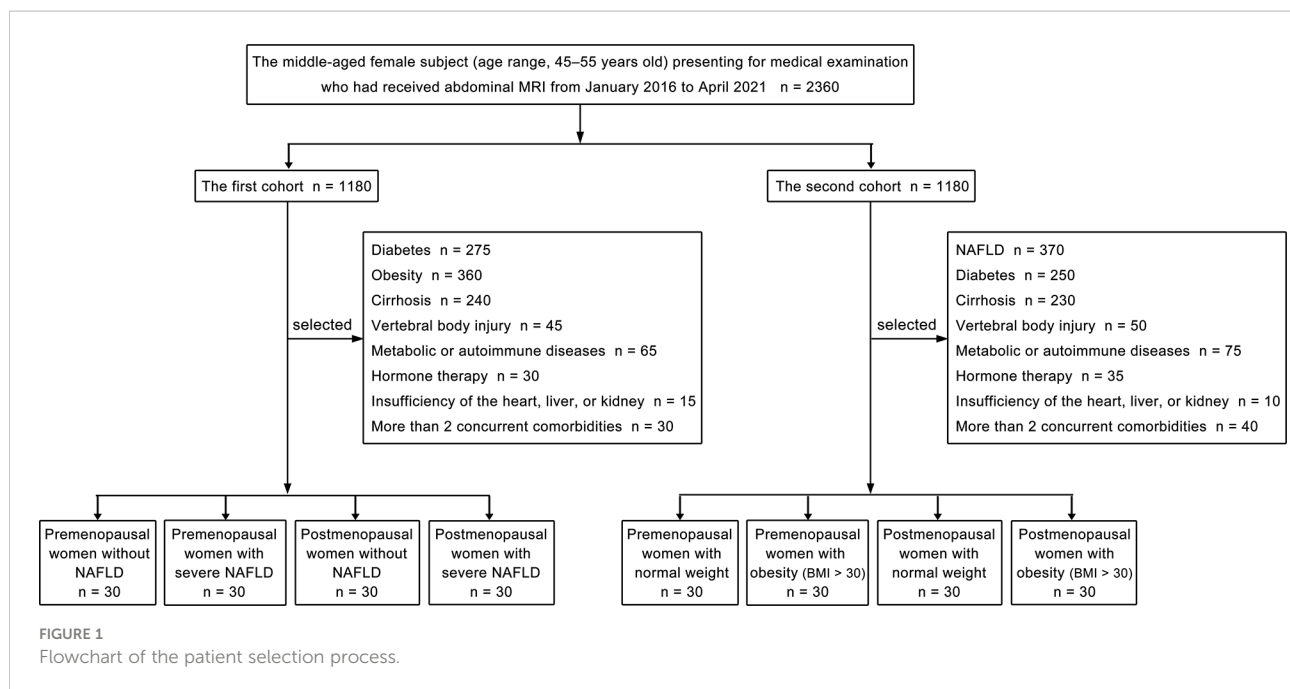 The middle-aged female subject (age range, 45–55 years old) presenting for medical examination
who had received abdominal MRI from January 2016 to April 2021 n = 2360
The first cohort n = 1180
The second cohort n = 1180
selected
Diabetes n = 275
Obesity n = 360
Cirrhosis n = 240
Vertebral body injury n = 45
Metabolic or autoimmune diseases n = 65
Hormone therapy n = 30
Insufficiency of the heart, liver, or kidney n = 15
More than 2 concurrent comorbidities n = 30
selected
NAFLD n = 370
Diabetes n = 250
Cirrhosis n = 230
Vertebral body injury n = 50
Metabolic or autoimmune diseases n = 75
Hormone therapy n = 35
Insufficiency of the heart, liver, or kidney n = 10
More than 2 concurrent comorbidities n = 40
Premenopausal
women without
NAFLD
n = 30
Premenopausal
women with
severe NAFLD
n = 30
Postmenopausal
women without
NAFLD
n = 30
Postmenopausal
women with
severe NAFLD
n = 30
Premenopausal
women with
normal weight
n = 30
Premenopausal
women with
obesity (BMI > 30)
n = 30
Postmenopausal
women with
normal weight
n = 30
Postmenopausal
women with
obesity (BMI > 30)
n = 30
FIGURE 1
Flowchart of the patient selection process.